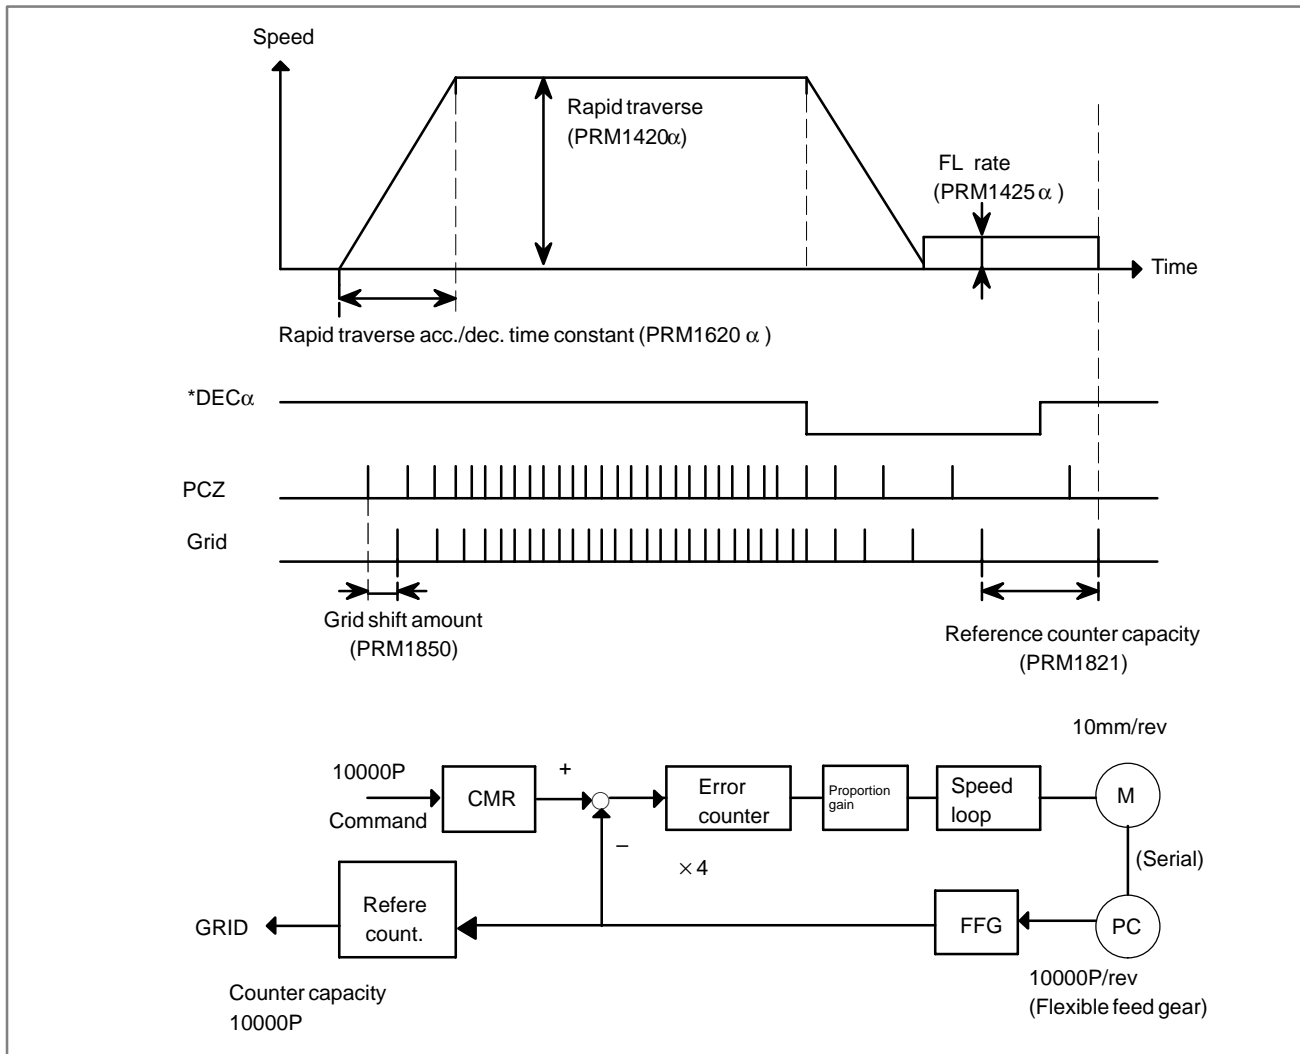 Speed
Rapid traverse
(PRM1420α)
FL rate
(PRM1425 α )
Time
Rapid traverse acc./dec. time constant (PRM1620 α )
*DECα
PCZ
Grid
Grid shift amount
(PRM1850)
Reference counter capacity
(PRM1821)
10mm/rev
10000P
Command
CMR
+
−
Error
counter
Proportion
gain
Speed
loop
M
×4
(Serial)
GRID
Refere
count.
FFG
PC
Counter capacity
10000P
10000P/rev
(Flexible feed gear)